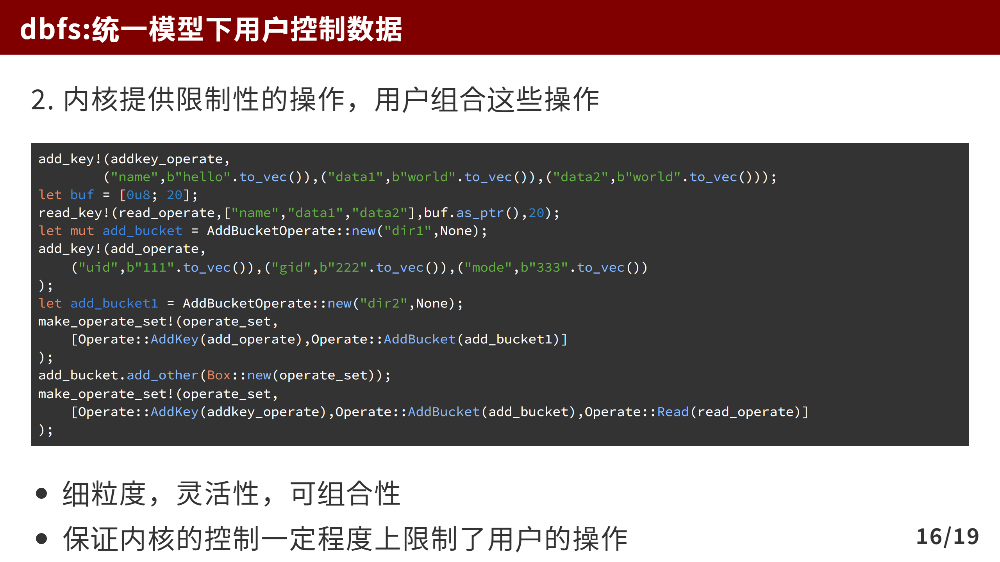 dbfs:统一模型下用户控制数据
2. 内核提供限制性的操作，用户组合这些操作
add_key!(addkey_operate,
        ("name",b"hello".to_vec()),("data1",b"world".to_vec()),("data2",b"world".to_vec()));
let buf = [0u8; 20];
read_key!(read_operate,["name","data1","data2"],buf.as_ptr(),20);
let mut add_bucket = AddBucketOperate::new("dir1",None);
add_key!(add_operate,
    ("uid",b"111".to_vec()),("gid",b"222".to_vec()),("mode",b"333".to_vec())
);
let add_bucket1 = AddBucketOperate::new("dir2",None);
make_operate_set!(operate_set,
    [Operate::AddKey(add_operate),Operate::AddBucket(add_bucket1)]
);
add_bucket.add_other(Box::new(operate_set));
make_operate_set!(operate_set,
    [Operate::AddKey(addkey_operate),Operate::AddBucket(add_bucket),Operate::Read(read_operate)]
);
• 细粒度，灵活性，可组合性
• 保证内核的控制一定程度上限制了用户的操作
16/19